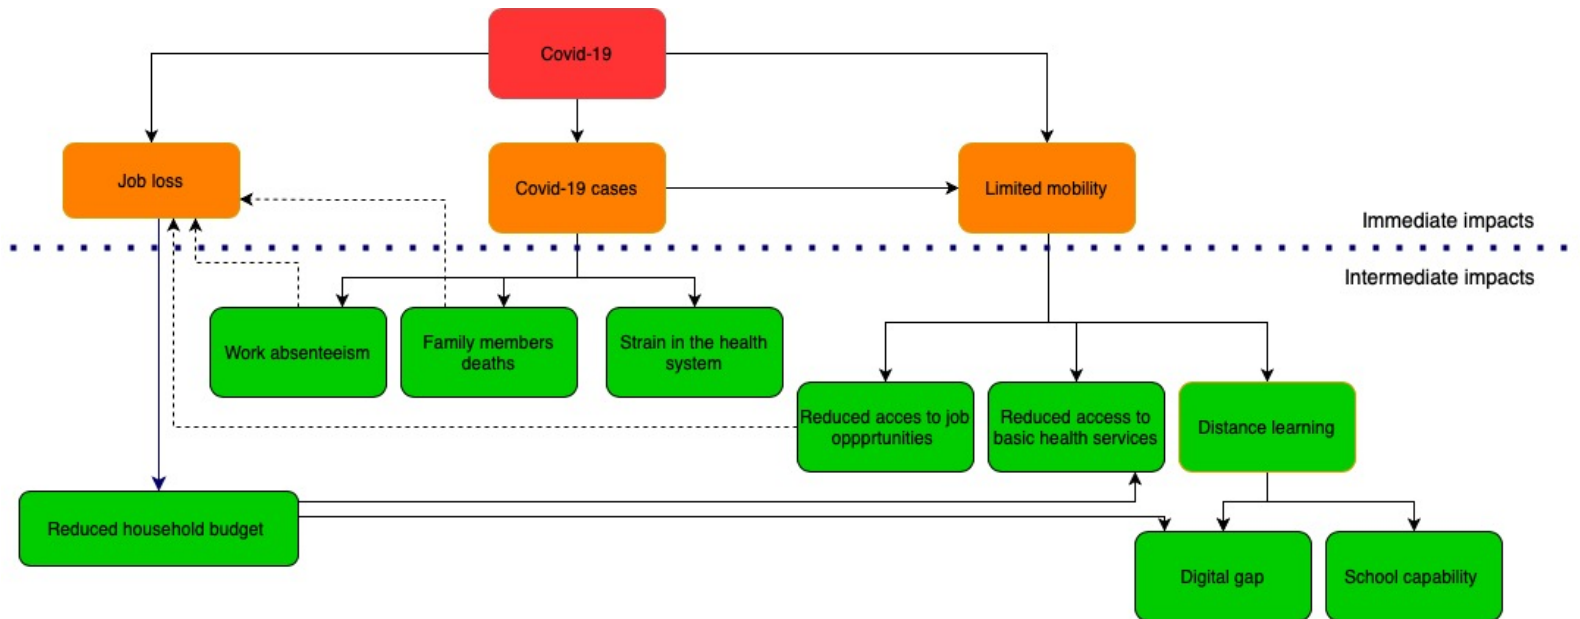 Covid-19
Job loss
Covid-19 cases
Limited mobility
Immediate impacts
Intermediate impacts
Work absenteeism
Family members
deaths
Strain in the health
system
Reduced acces to job
oppprtunities
Reduced access to
basic health services
Distance learning
Reduced household budget
Digital gap
School capability